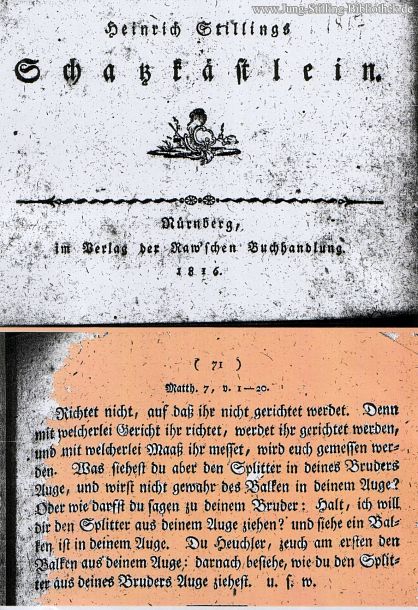 www.Jung-Stilling-Bibliothek.de
Heinrich Stillings
Schatzkästlein.
Nürnberg,
im Verlag der Raw'schen Buchhandlung.
1816.
( 71 )
Matth. 7, v. 1—20.
Richtet nicht, auf daß ihr nicht gerichtet werdet. Denn
mit welcherlei Gericht ihr richtet, werdet ihr gerichtet werden,
und mit welcherlei Maaß ihr messet, wird euch gemessen wer-
den. Was siehest du aber den Splitter in deines Bruders
Auge, und wirst nicht gewahr des Balken in deinem Auge?
Oder wie darfst du sagen zu deinem Bruder: Halt, ich will
dir den Splitter aus deinem Auge ziehen? und siehe ein Bal-
ken ist in deinem Auge. Du Heuchler, zeuch am ersten den
Balken aus deinem Auge: darnach besiehe, wie du den Split-
ter aus deines Bruders Auge ziehest. u. s. w.